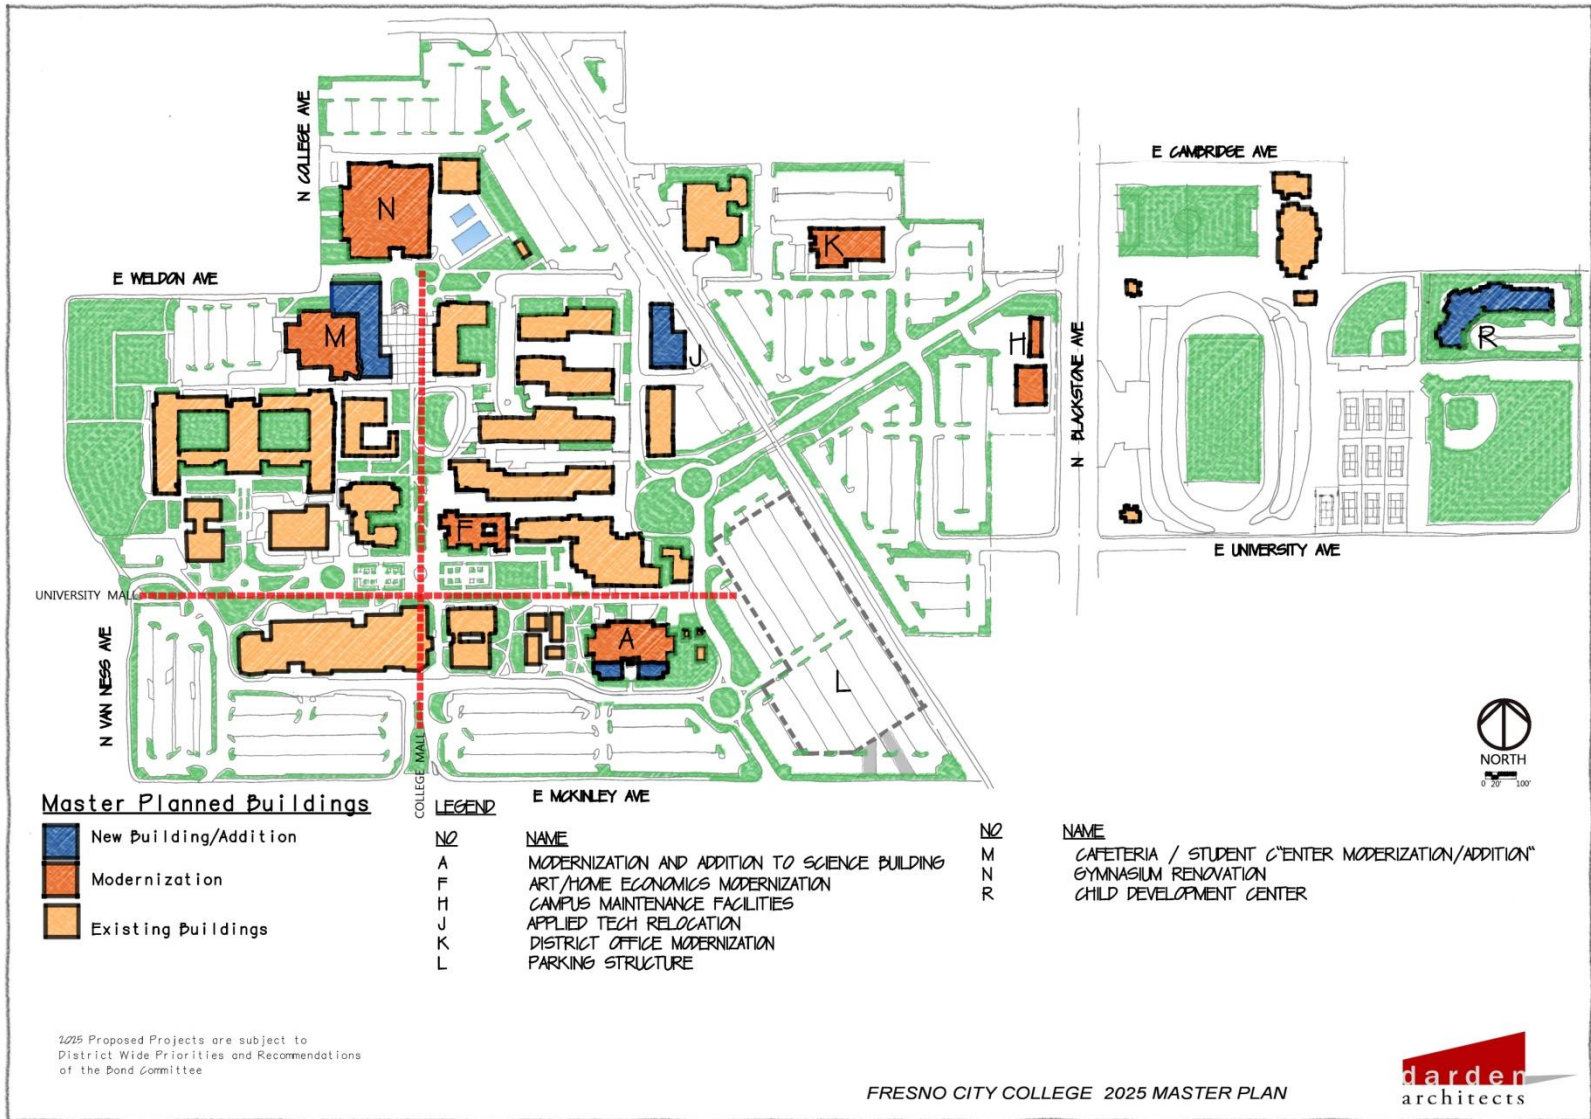 N COLLEGE AVE
E CAMBRIDGE AVE
N
K
E WELDON AVE
M
J
H
R
N BLACKSTONE AVE
F
E UNIVERSITY AVE
UNIVERSITY MALL
N VAN NESS AVE
A
L
COLLEGE MALL
NORTH
0 20' 100'
E MCKINLEY AVE
Master Planned Buildings
New Building/Addition
Modernization
Existing Buildings
LEGEND
NO NAME
A MODERNIZATION AND ADDITION TO SCIENCE BUILDING
F ART/HOME ECONOMICS MODERNIZATION
H CAMPUS MAINTENANCE FACILITIES
J APPLIED TECH RELOCATION
K DISTRICT OFFICE MODERNIZATION
L PARKING STRUCTURE
NO NAME
M CAFETERIA / STUDENT C"ENTER MODERIZATION/ADDITION"
N GYMNASIUM RENOVATION
R CHILD DEVELOPMENT CENTER
2025 Proposed Projects are subject to
District Wide Priorities and Recommendations
of the Bond Committee
FRESNO CITY COLLEGE 2025 MASTER PLAN
darden
architects